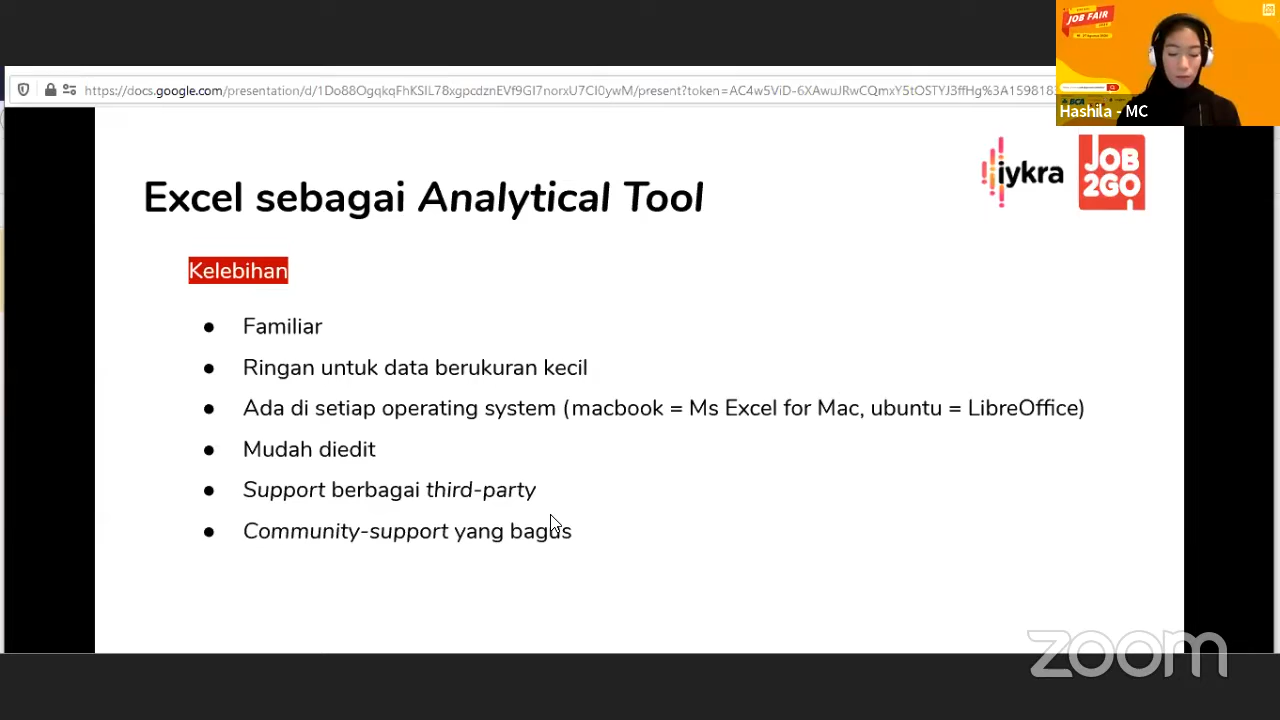 https://docs.google.com/presentation/d/1Do88OgqkqFhKSIL78xgpcdznEVf9GI7norxU7CI0ywM/present?token=AC4w5ViD-6XAwuJRwCQmxY5tOSTYJ3ffHg%3A159818
JOB FAIR
Hashila - MC
iykra
JOB
2GO
Excel sebagai Analytical Tool
Kelebihan
● Familiar
● Ringan untuk data berukuran kecil
● Ada di setiap operating system (macbook = Ms Excel for Mac, ubuntu = LibreOffice)
● Mudah diedit
● Support berbagai third-party
● Community-support yang bagus
zoom